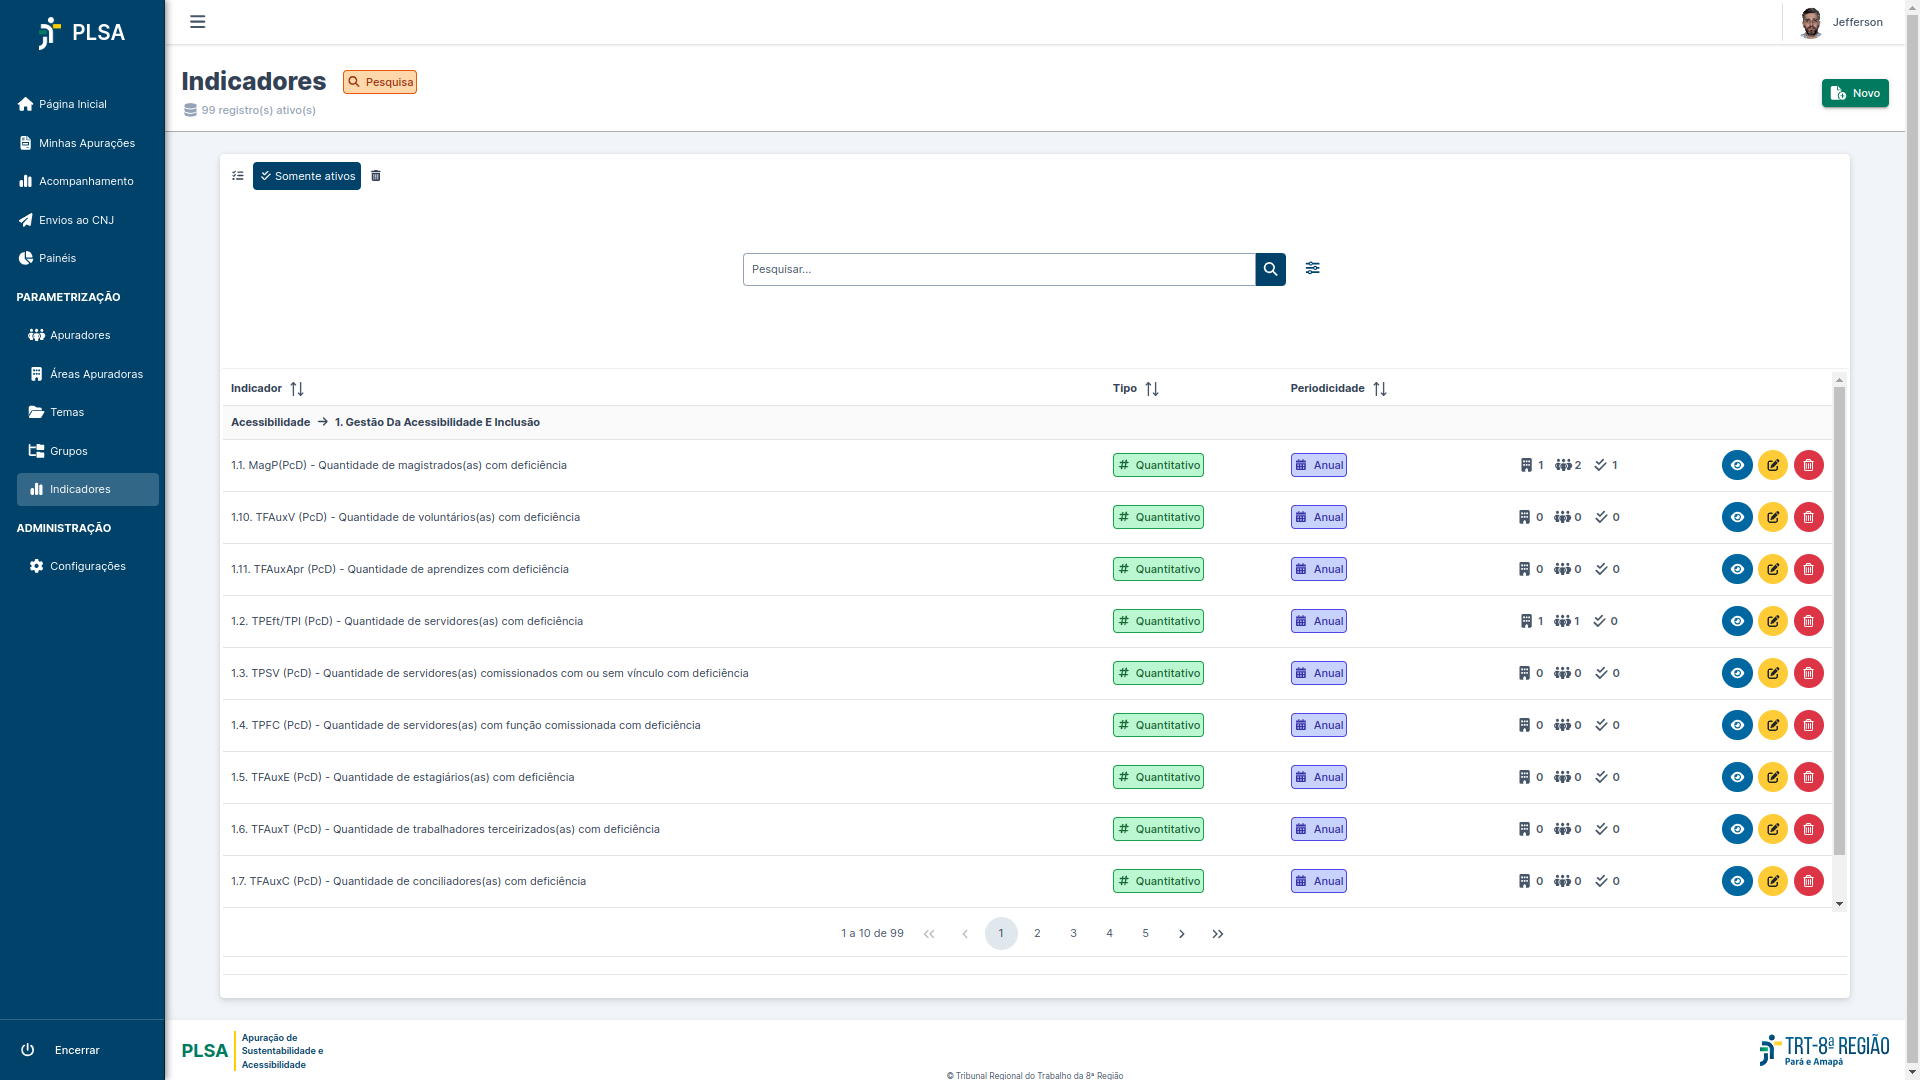 PLSA
Jefferson
Indicadores
Pesquisa
99 registro(s) ativo(s)
Novo
Página Inicial
Minhas Apurações
Acompanhamento
Envios ao CNJ
Painéis
PARAMETRIZAÇÃO
Apuradores
Áreas Apuradoras
Temas
Grupos
Indicadores
ADMINISTRAÇÃO
Configurações
Encerrar
Somente ativos
Pesquisar...
Indicador Tipo Periodicidade
Acessibilidade → 1. Gestão Da Acessibilidade E Inclusão
1.1. MagP(PcD) - Quantidade de magistrados(as) com deficiência # Quantitativo Anual 1 2 1
1.10. TFAuxV (PcD) - Quantidade de voluntários(as) com deficiência # Quantitativo Anual 0 0 0
1.11. TFAuxApr (PcD) - Quantidade de aprendizes com deficiência # Quantitativo Anual 0 0 0
1.2. TPEft/TPI (PcD) - Quantidade de servidores(as) com deficiência # Quantitativo Anual 1 1 0
1.3. TPSV (PcD) - Quantidade de servidores(as) comissionados com ou sem vínculo com deficiência # Quantitativo Anual 0 0 0
1.4. TPFC (PcD) - Quantidade de servidores(as) com função comissionada com deficiência # Quantitativo Anual 0 0 0
1.5. TFAuxE (PcD) - Quantidade de estagiários(as) com deficiência # Quantitativo Anual 0 0 0
1.6. TFAuxT (PcD) - Quantidade de trabalhadores terceirizados(as) com deficiência # Quantitativo Anual 0 0 0
1.7. TFAuxC (PcD) - Quantidade de conciliadores(as) com deficiência # Quantitativo Anual 0 0 0
1 a 10 de 99 1 2 3 4 5
PLSA
Apuração de
Sustentabilidade e
Acessibilidade
TRT-8ª REGIÃO
Pará e Amapá
© Tribunal Regional do Trabalho da 8ª Região